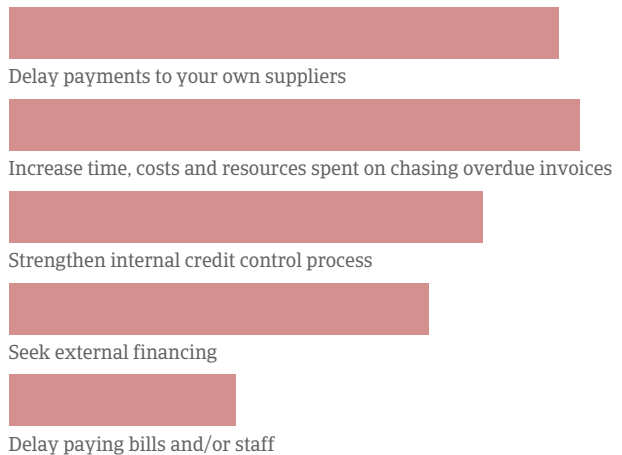 Delay payments to your own suppliers
Increase time, costs and resources spent on chasing overdue invoices
Strengthen internal credit control process
Seek external financing
Delay paying bills and/or staff